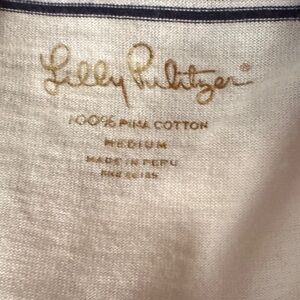 Lilly Pulitzer®
100% PIMA COTTON
MEDIUM
MADE IN PERU